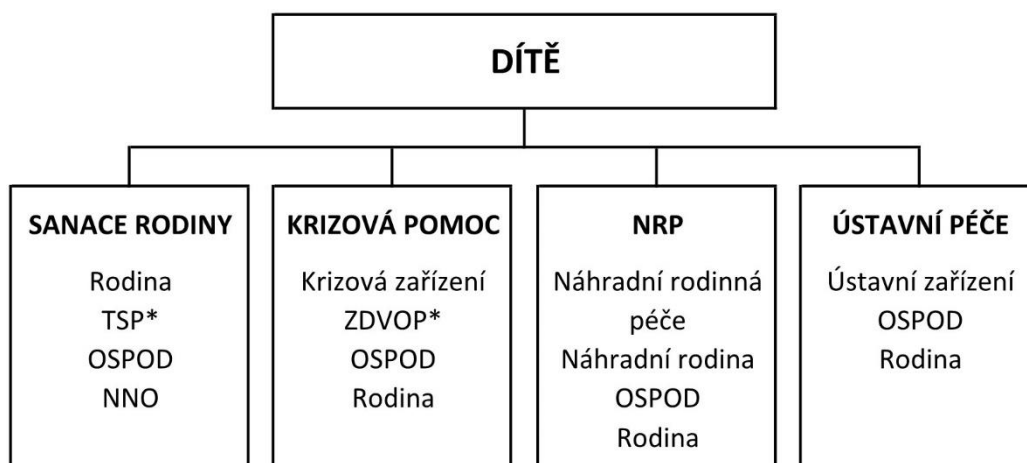 DÍTĚ
SANACE RODINY
Rodina
TSP*
OSPOD
NNO
KRIZOVÁ POMOC
Krizová zařízení
ZDVOP*
OSPOD
Rodina
NRP
Náhradní rodinná
péče
Náhradní rodina
OSPOD
Rodina
ÚSTAVNÍ PÉČE
Ústavní zařízení
OSPOD
Rodina